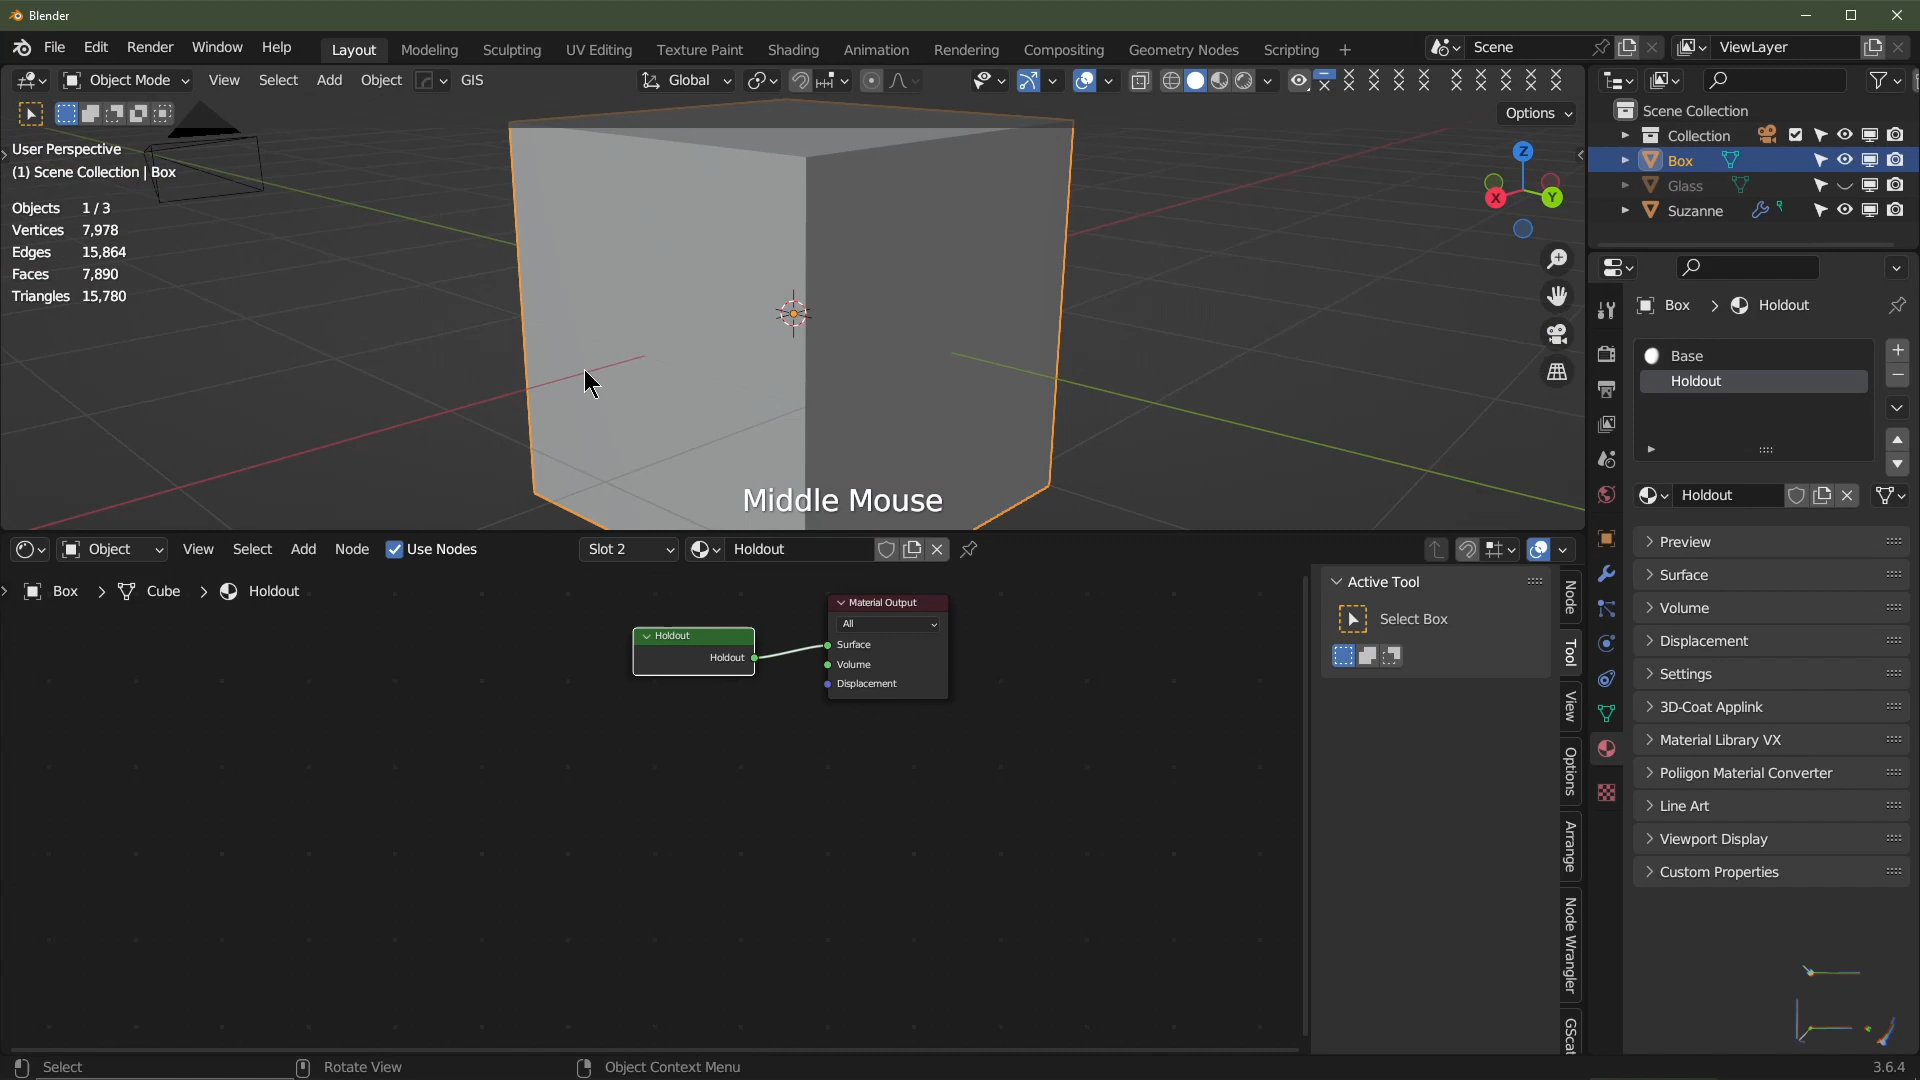 Blender
File Edit Render Window Help Layout Modeling Sculpting UV Editing Texture Paint Shading Animation Rendering Compositing Geometry Nodes Scripting + Scene ViewLayer
Object Mode View Select Add Object GIS Global
Options
User Perspective
(1) Scene Collection | Box
Objects 1 / 3
Vertices 7,978
Edges 15,864
Faces 7,890
Triangles 15,780
Z
X
Y
Middle Mouse
Scene Collection
Collection
Box
Glass
Suzanne
Box > Holdout
Base
Holdout
Holdout
Preview
Surface
Volume
Displacement
Settings
3D-Coat Applink
Material Library VX
Poliigon Material Converter
Line Art
Viewport Display
Custom Properties
Object View Select Add Node Use Nodes Slot 2 Holdout
Box > Cube > Holdout
Holdout
Holdout
Material Output
All
Surface
Volume
Displacement
Active Tool
Select Box
Node
Tool
View
Options
Arrange
Node Wrangler
GScat
Select Rotate View Object Context Menu 3.6.4